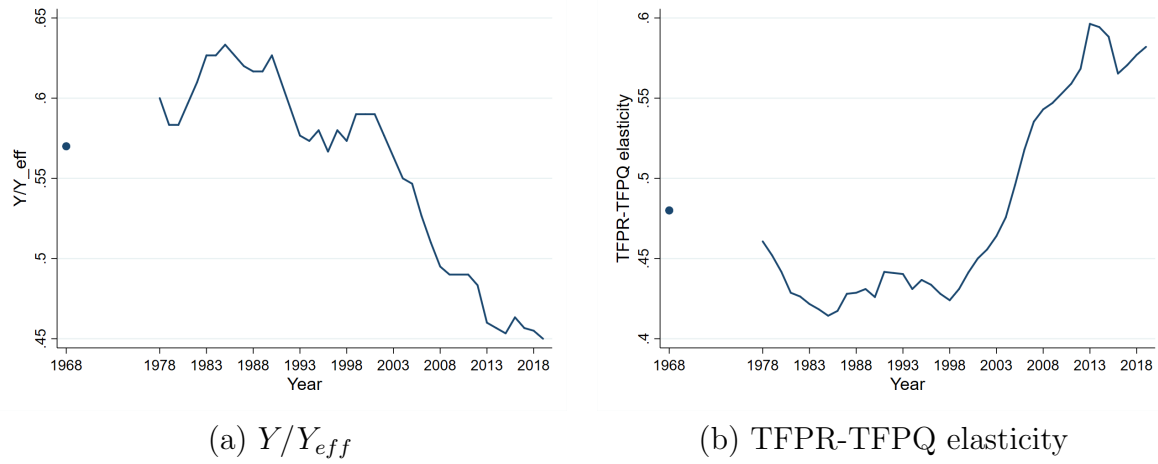 .65
.6
.55
.5
.45
Y/Y_eff
1968 1978 1983 1988 1993 1998 2003 2008 2013 2018
Year
(a) Y/Y_{eff}
.6
.55
.5
.45
.4
TFPR-TFPQ elasticity
1968 1978 1983 1988 1993 1998 2003 2008 2013 2018
Year
(b) TFPR-TFPQ elasticity